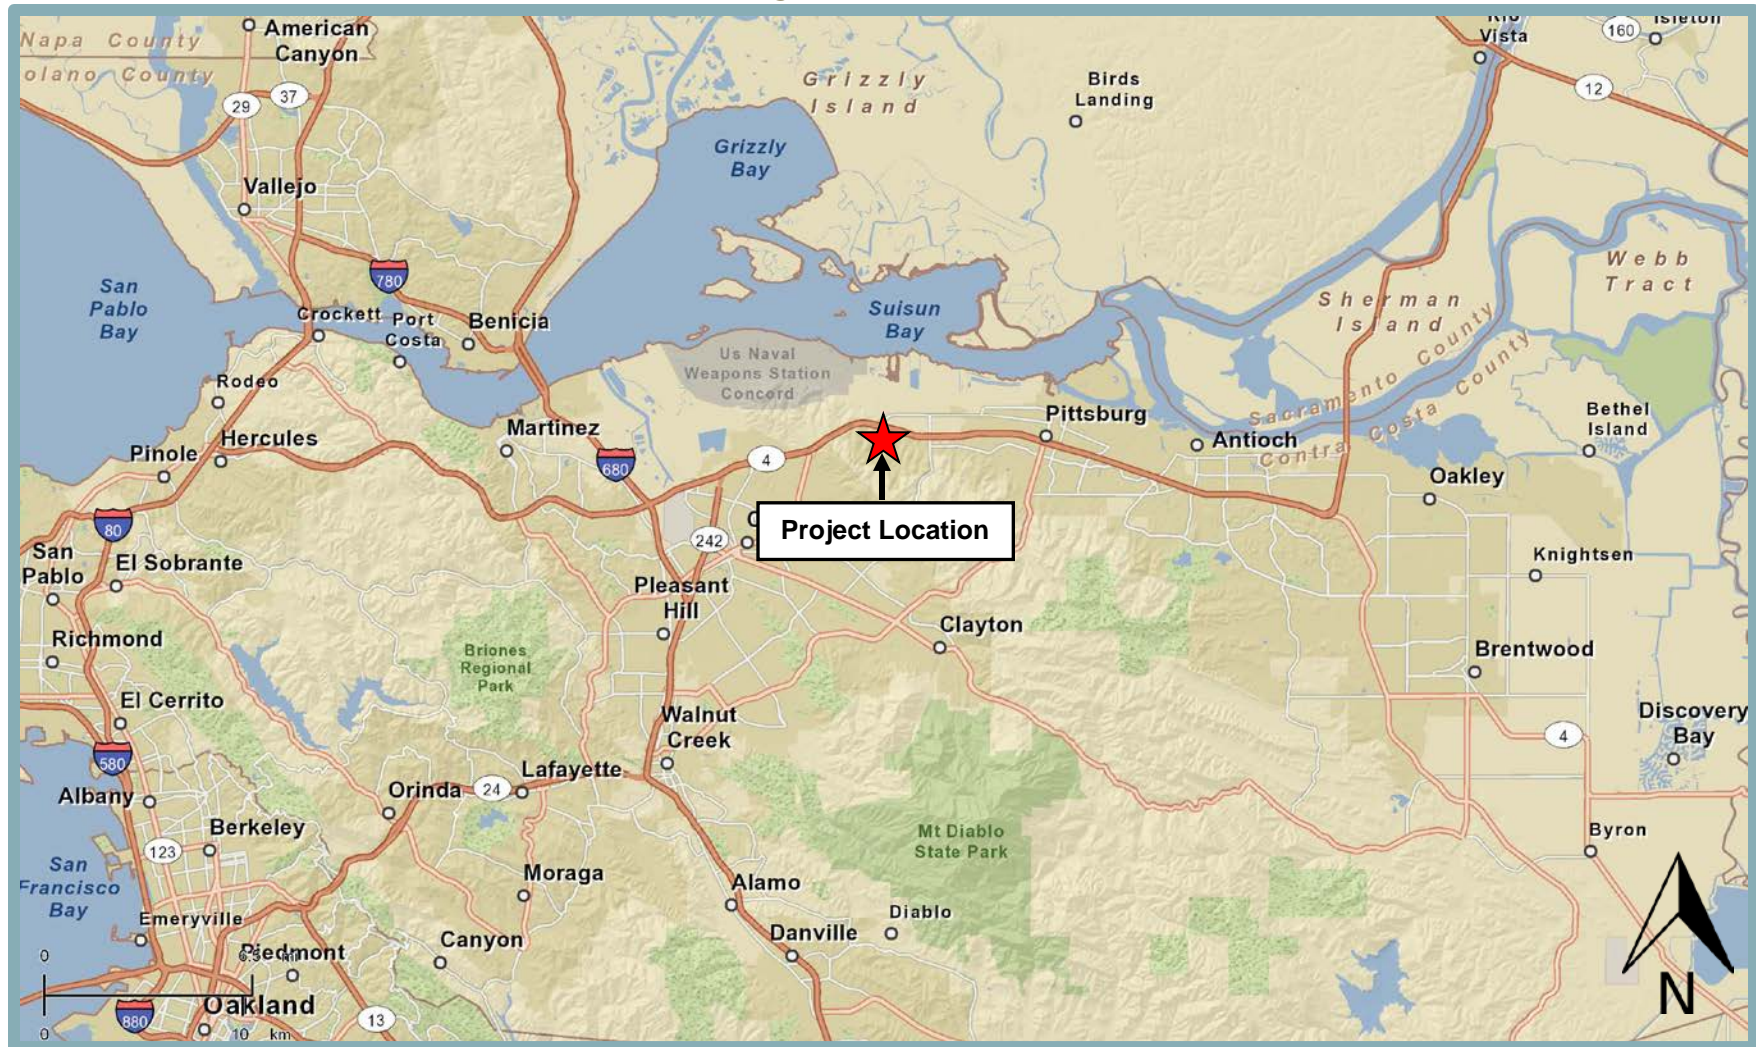 American
Canyon
Napa County
olano County
29
37
Grizzly
Island
Birds
Landing
Vista
160
12
Grizzly
Bay
Vallejo
780
San
Pablo
Bay
Crockett
Port
Costa
Benicia
Suisun
Bay
Sherman
Island
Webb
Tract
Us Naval
Weapons Station
Concord
Rodeo
Sacramento County
Contra Costa County
Bethel
Island
Martinez
Pittsburg
Antioch
Hercules
Pinole
680
4
Oakley
80
Project Location
242
San
Pablo
El Sobrante
Knightsen
Pleasant
Hill
Richmond
Clayton
Briones
Regional
Park
Brentwood
El Cerrito
Walnut
Creek
Discovery
Bay
4
580
Albany
Orinda
24
Lafayette
Berkeley
123
Mt Diablo
State Park
Byron
San
Francisco
Bay
Moraga
Alamo
Emeryville
Diablo
Canyon
Danville
Piedmont
0
6.5 mi
Oakland
880
13
0
10 km
N